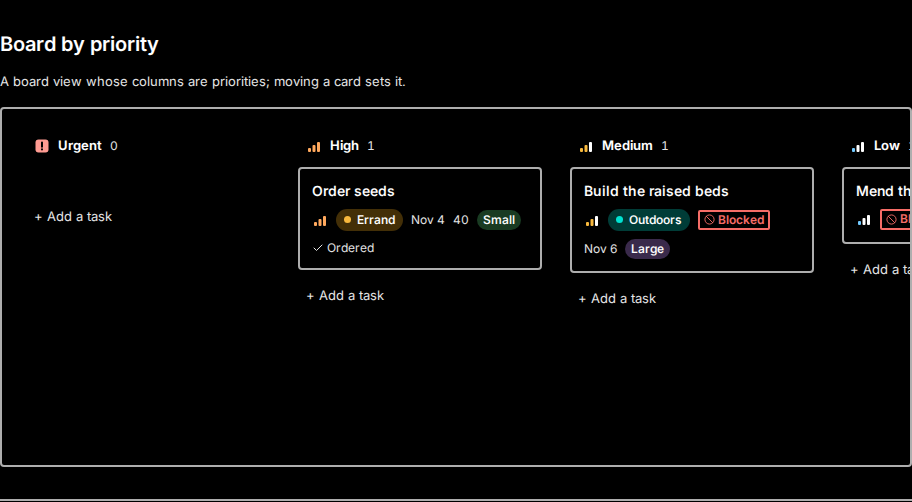 Board by priority
A board view whose columns are priorities; moving a card sets it.
Urgent 0
+ Add a task
High 1
Order seeds
Errand Nov 4 40 Small
Ordered
+ Add a task
Medium 1
Build the raised beds
Outdoors Blocked
Nov 6 Large
+ Add a task
Low
Mend
+ Add a